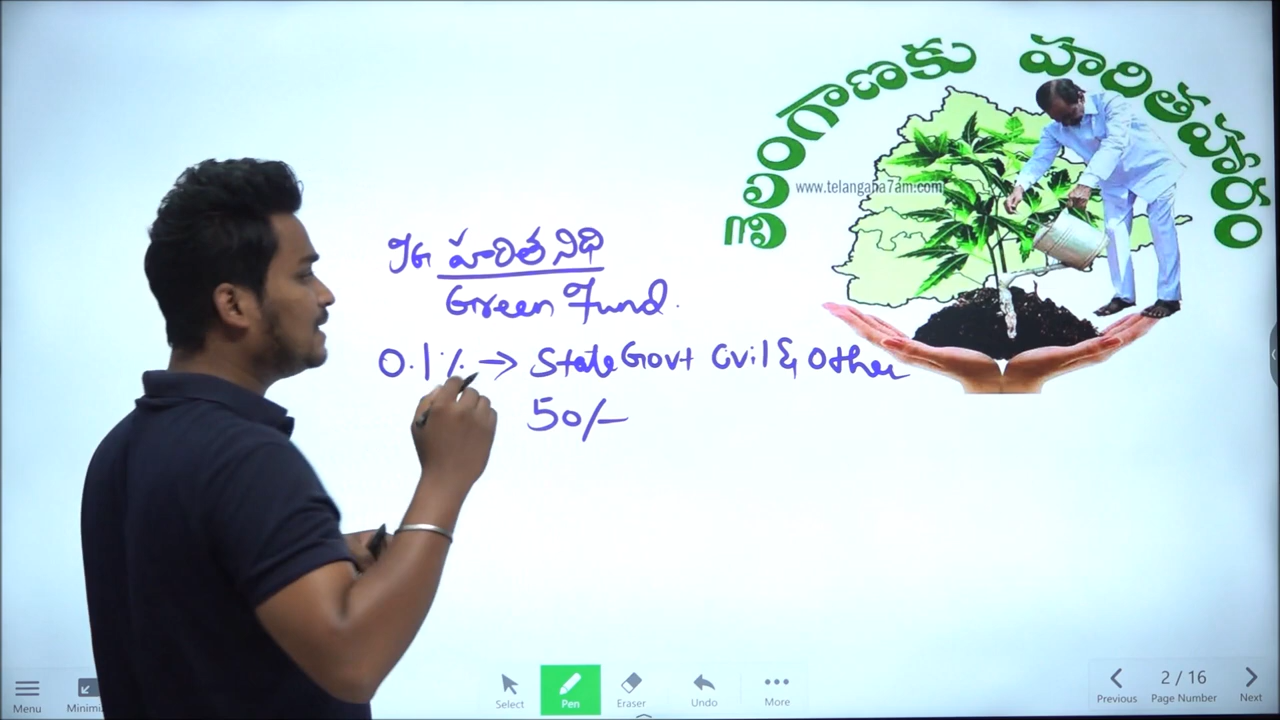 తెలంగాణకు హరితహారం
www.telangana7am.com
TG హరిత నిధి
Green Fund.
0.1% → State Govt Civil & Other
50/-
Menu
Select
Pen
Eraser
Undo
More
Previous
2 / 16
Page Number
Next